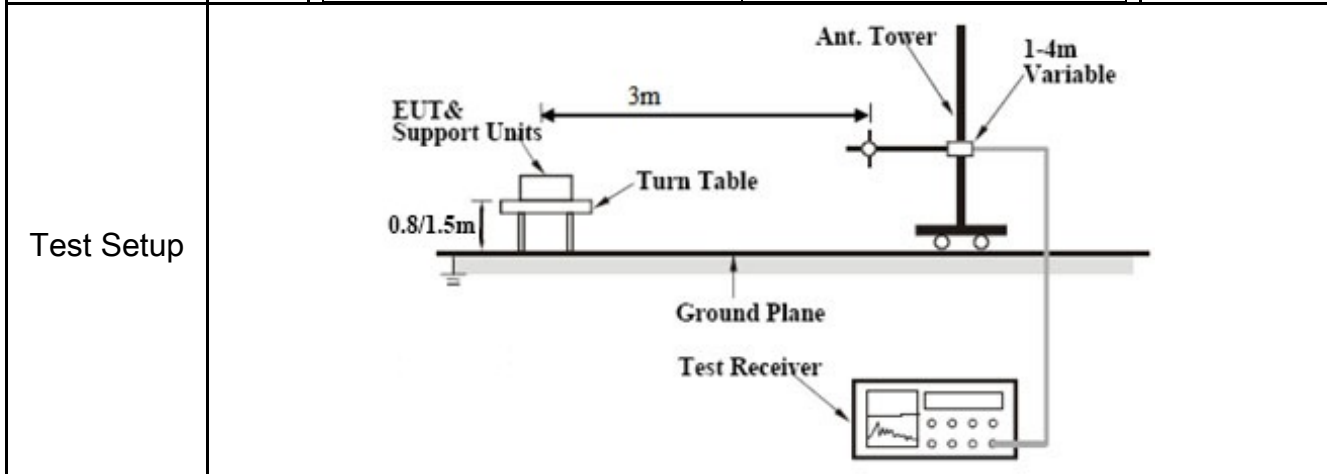 Test Setup
Ant. Tower
1-4m
Variable
3m
EUT&
Support Units
Turn Table
0.8/1.5m
Ground Plane
Test Receiver